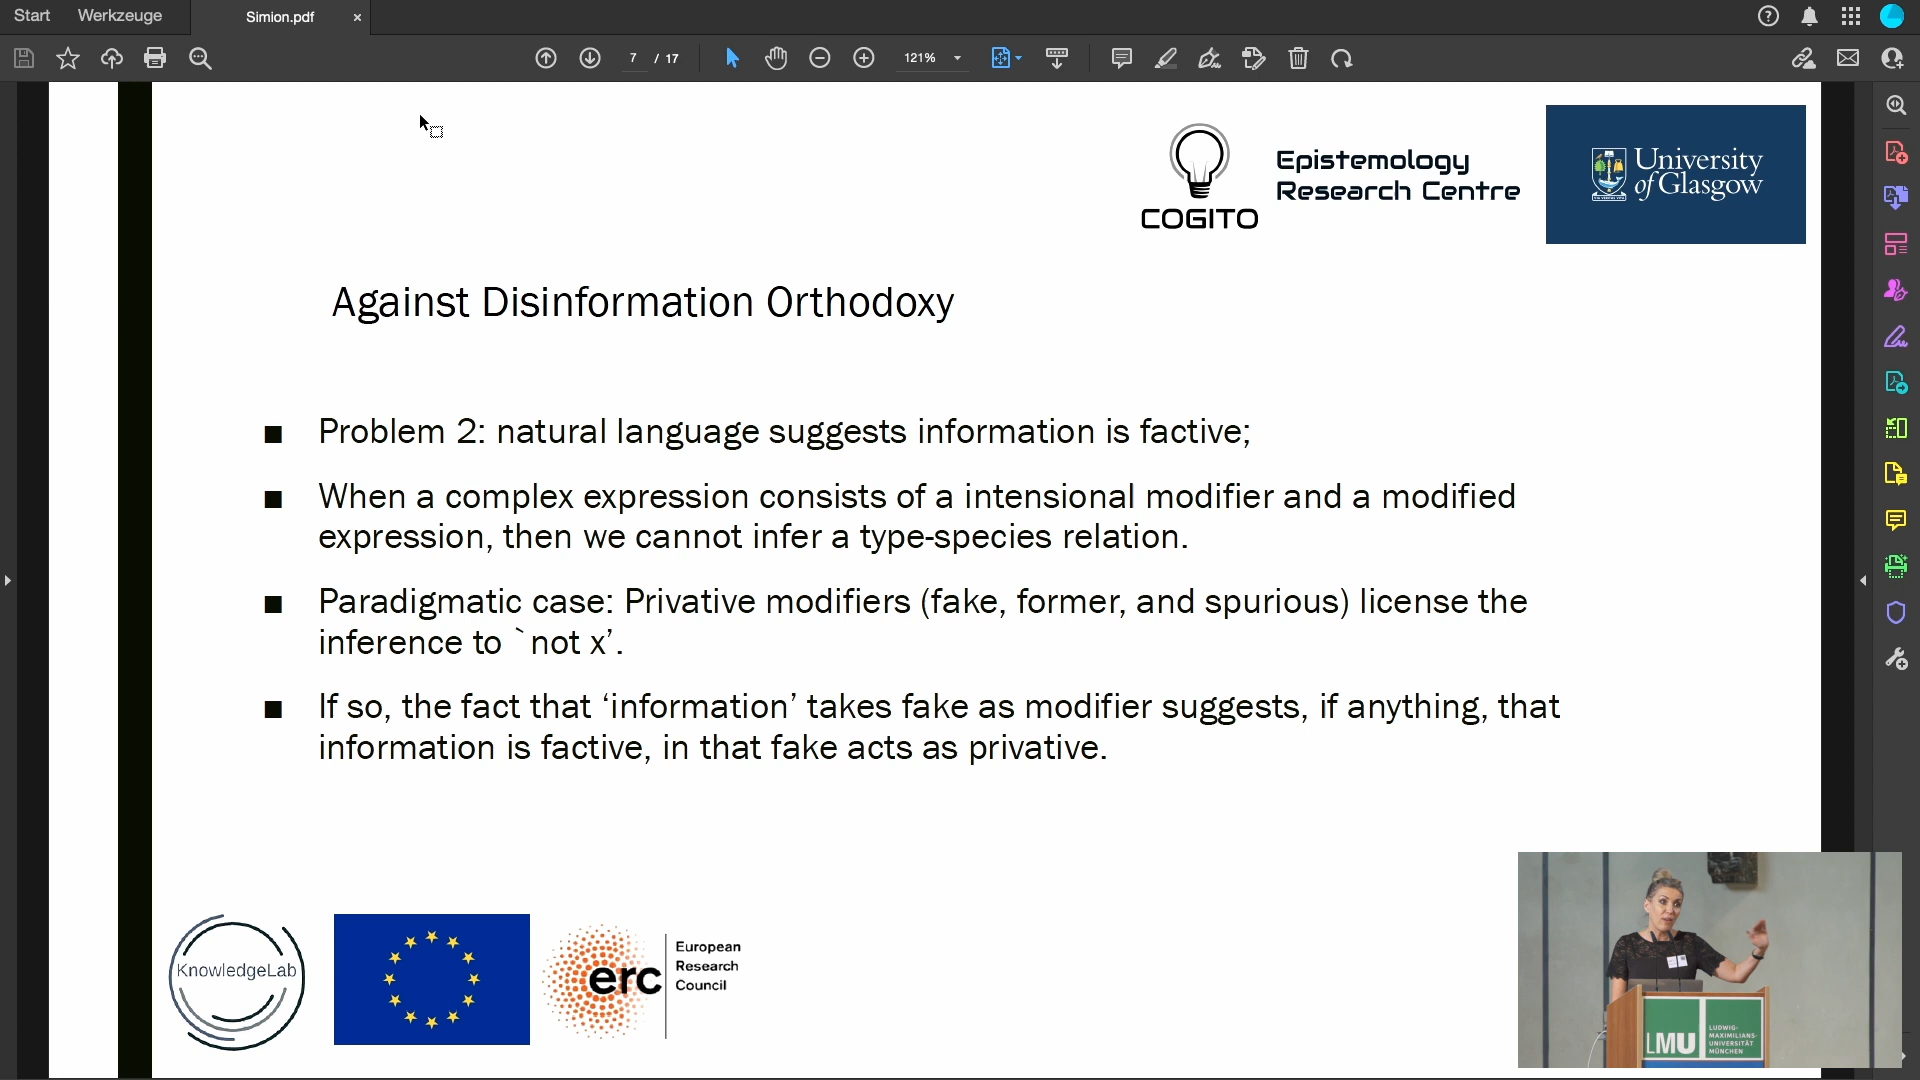 Start Werkzeuge Simion.pdf ×
7 / 17 121%
COGITO
Epistemology
Research Centre
University
of Glasgow
Against Disinformation Orthodoxy
■ Problem 2: natural language suggests information is factive;
■ When a complex expression consists of a intensional modifier and a modified
expression, then we cannot infer a type-species relation.
■ Paradigmatic case: Privative modifiers (fake, former, and spurious) license the
inference to `not x’.
■ If so, the fact that ‘information’ takes fake as modifier suggests, if anything, that
information is factive, in that fake acts as privative.
KnowledgeLab
erc
European
Research
Council
LMU
LUDWIG-
MAXIMILIANS-
UNIVERSITÄT
MÜNCHEN